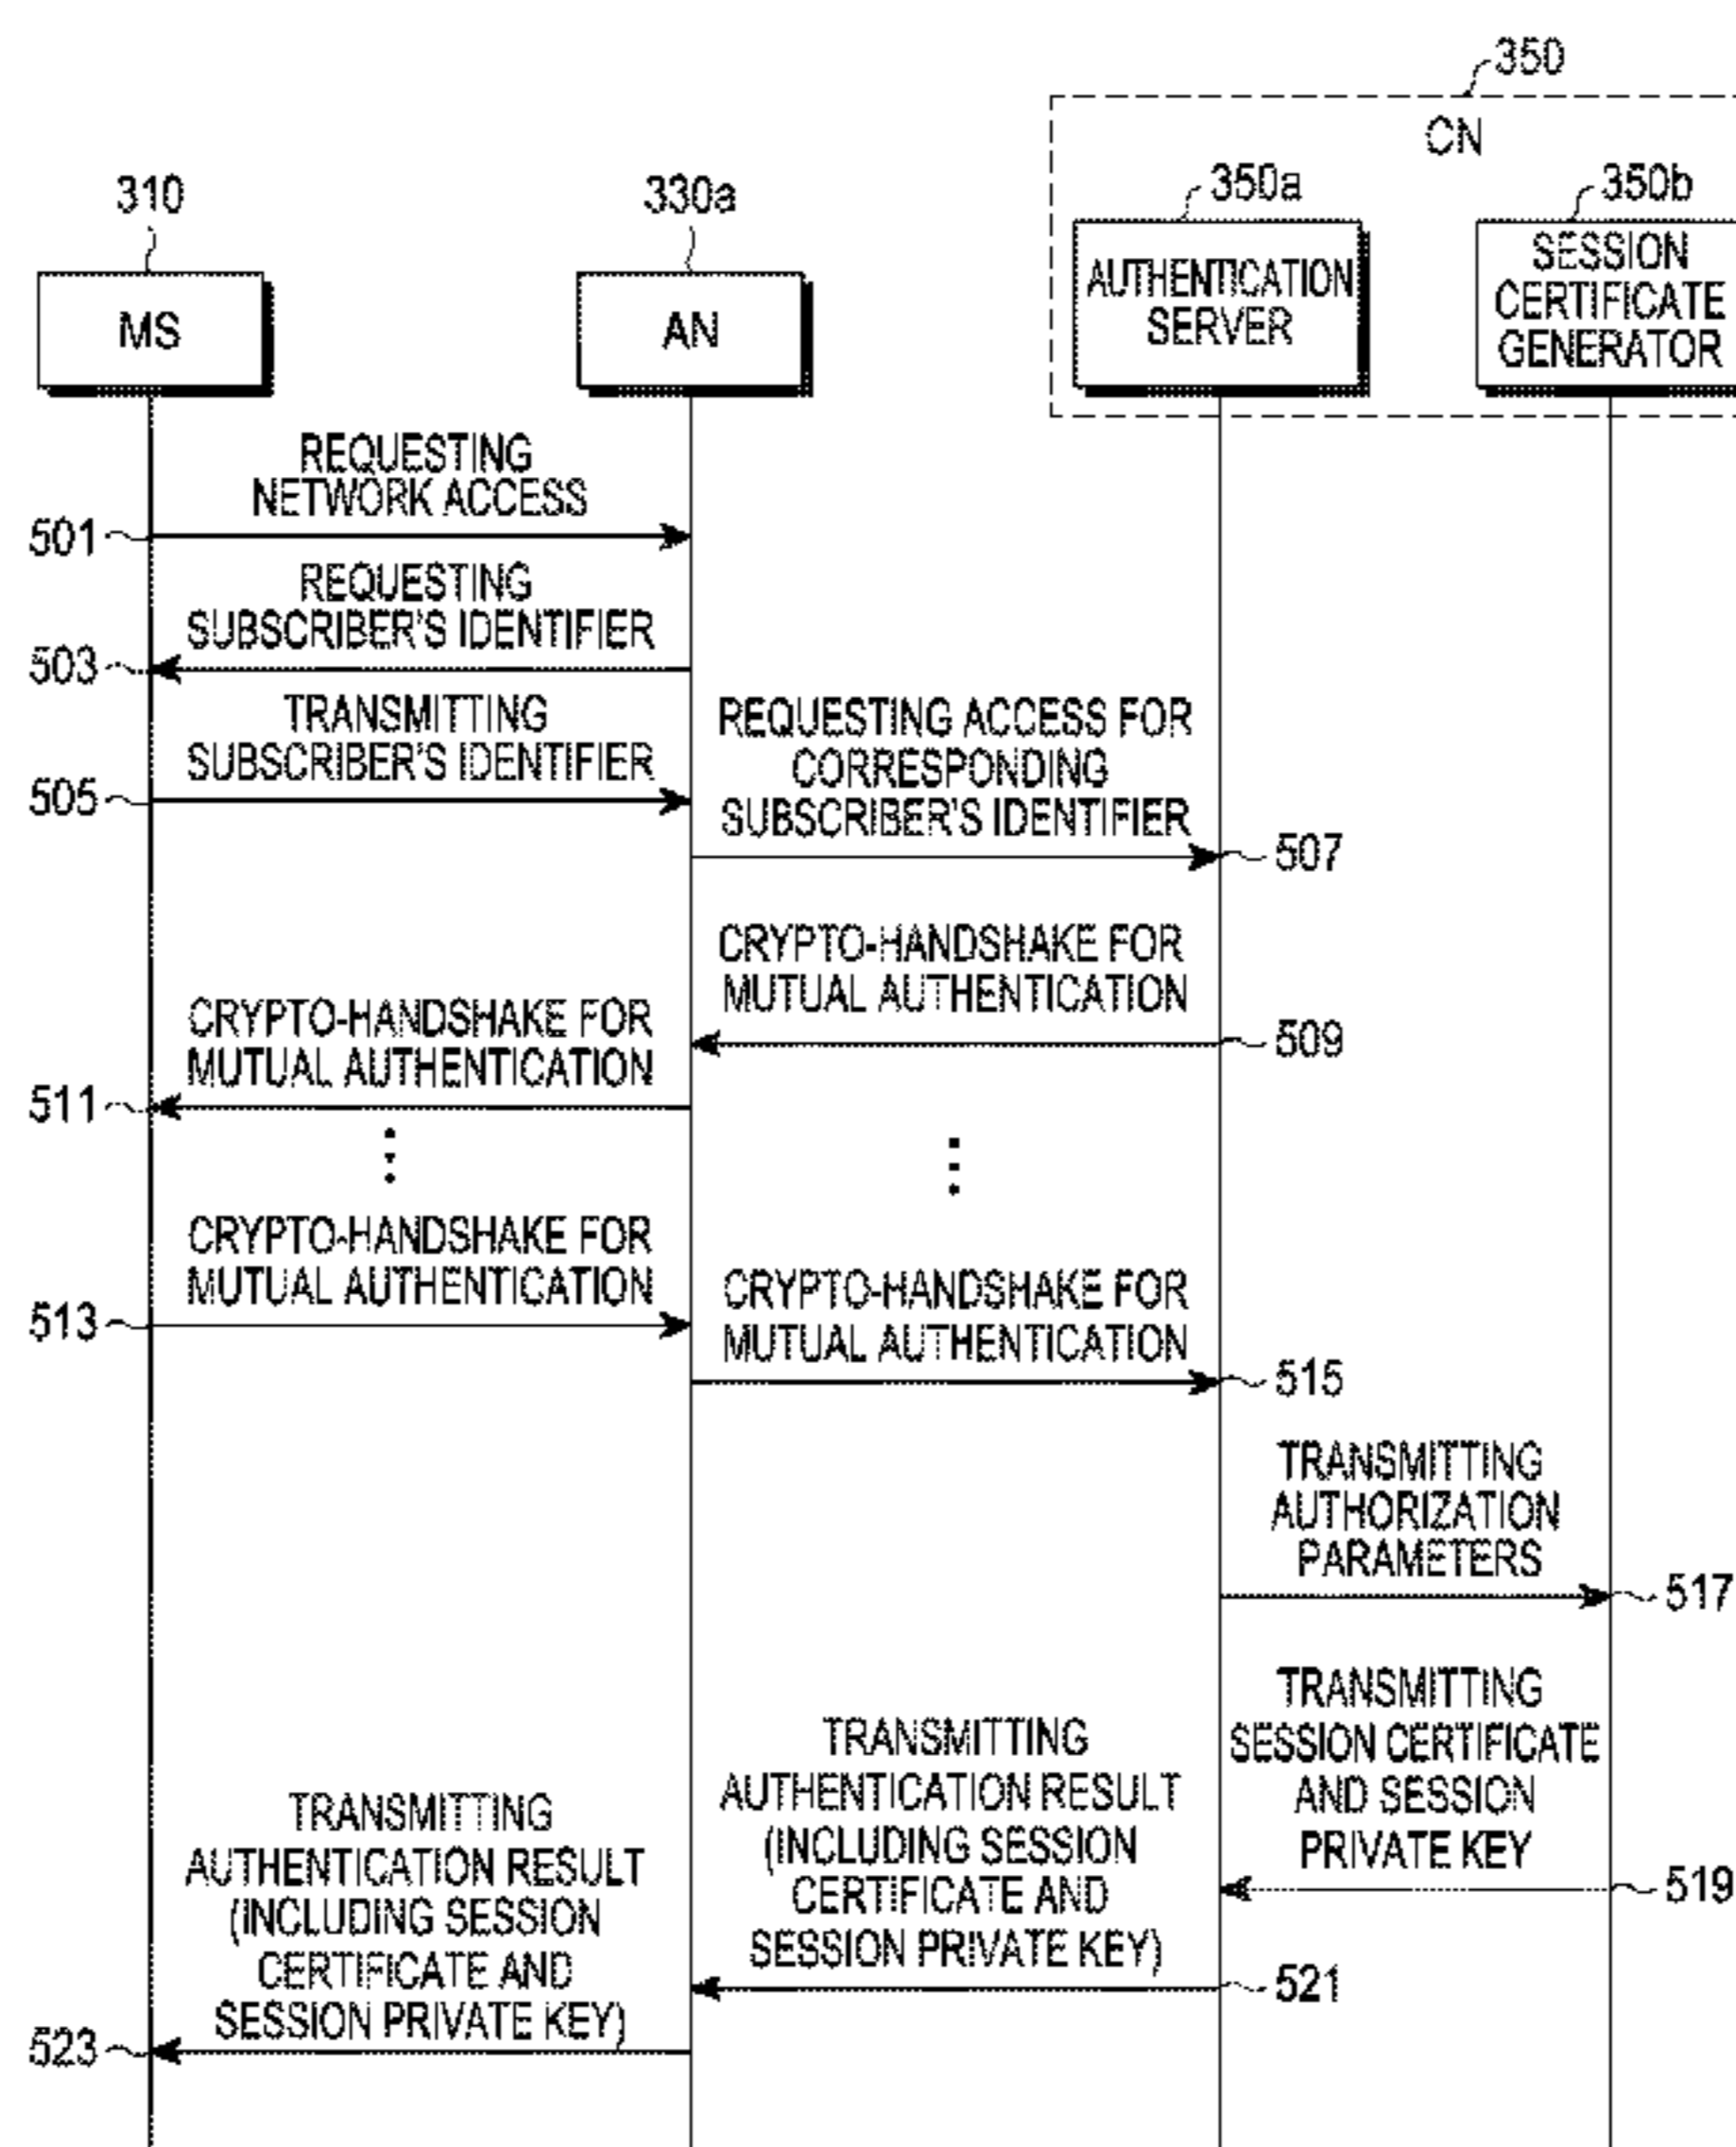 350
CN
310
330a
350a
350b
MS
AN
AUTHENTICATION
SERVER
SESSION
CERTIFICATE
GENERATOR
REQUESTING
NETWORK ACCESS
501
REQUESTING
SUBSCRIBER'S IDENTIFIER
503
TRANSMITTING
SUBSCRIBER'S IDENTIFIER
505
REQUESTING ACCESS FOR
CORRESPONDING
SUBSCRIBER'S IDENTIFIER
507
CRYPTO-HANDSHAKE FOR
MUTUAL AUTHENTICATION
509
CRYPTO-HANDSHAKE FOR
MUTUAL AUTHENTICATION
511
CRYPTO-HANDSHAKE FOR
MUTUAL AUTHENTICATION
513
CRYPTO-HANDSHAKE FOR
MUTUAL AUTHENTICATION
515
TRANSMITTING
AUTHORIZATION
PARAMETERS
517
TRANSMITTING
SESSION CERTIFICATE
AND SESSION
PRIVATE KEY
519
TRANSMITTING
AUTHENTICATION RESULT
(INCLUDING SESSION
CERTIFICATE AND
SESSION PRIVATE KEY)
521
TRANSMITTING
AUTHENTICATION RESULT
(INCLUDING SESSION
CERTIFICATE AND
SESSION PRIVATE KEY)
523